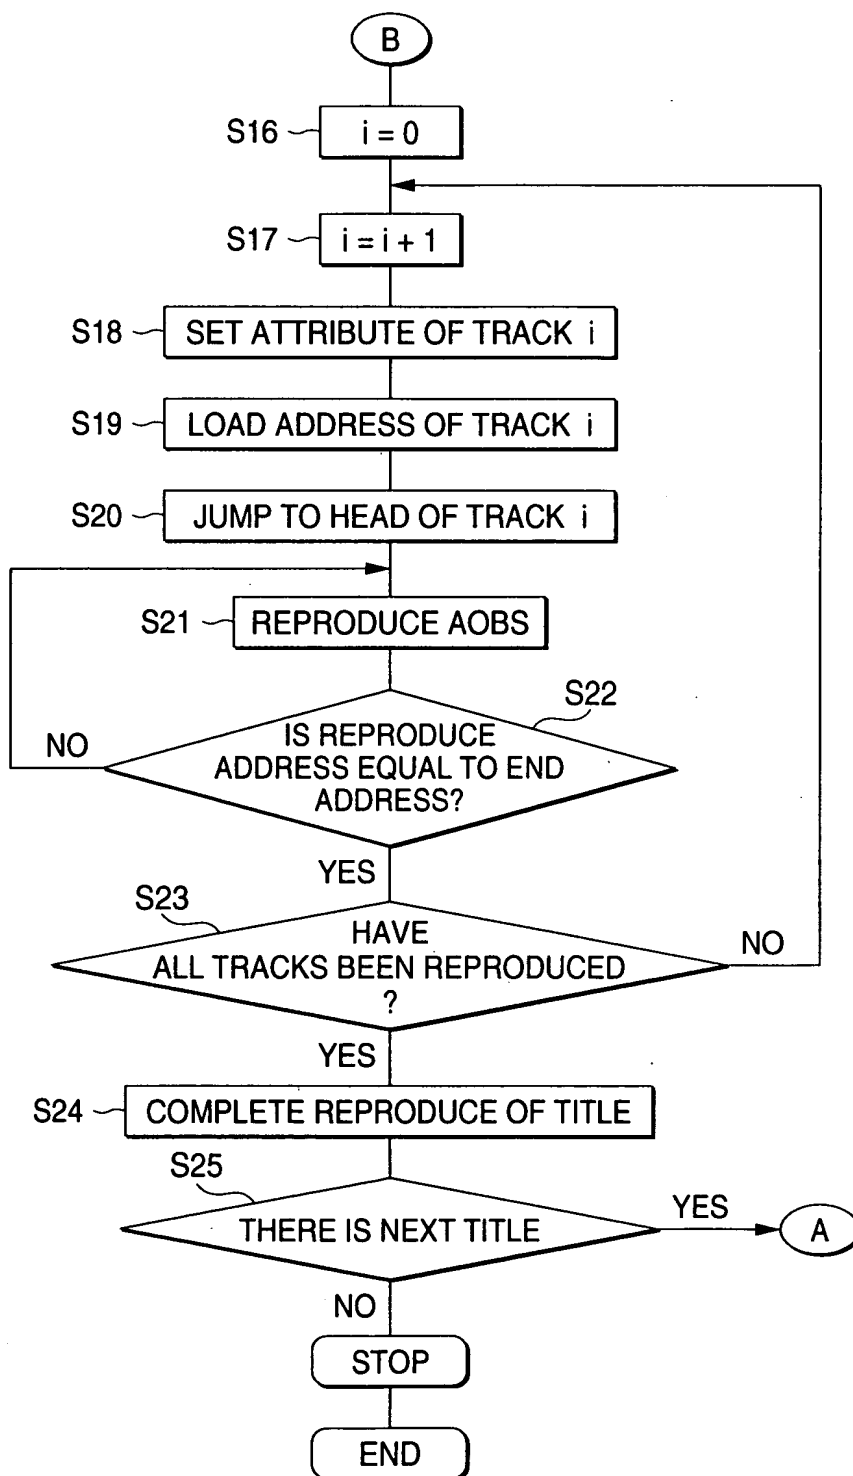 B
S16
i = 0
S17
i = i + 1
S18
SET ATTRIBUTE OF TRACK i
S19
LOAD ADDRESS OF TRACK i
S20
JUMP TO HEAD OF TRACK i
S21
REPRODUCE AOBS
S22
IS REPRODUCE
ADDRESS EQUAL TO END
ADDRESS?
NO
YES
S23
HAVE
ALL TRACKS BEEN REPRODUCED
?
NO
YES
S24
COMPLETE REPRODUCE OF TITLE
S25
THERE IS NEXT TITLE
YES
A
NO
STOP
END